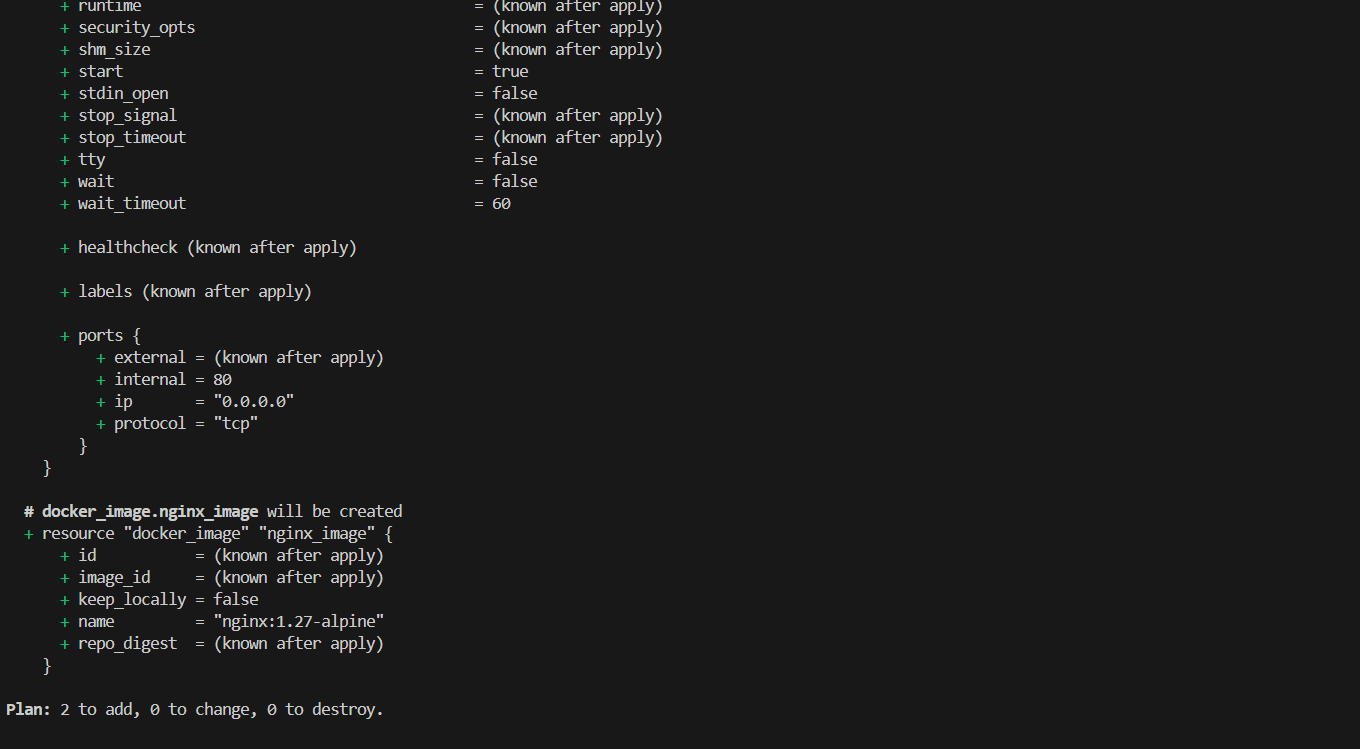 + runtime = (known after apply)
+ security_opts = (known after apply)
+ shm_size = (known after apply)
+ start = true
+ stdin_open = false
+ stop_signal = (known after apply)
+ stop_timeout = (known after apply)
+ tty = false
+ wait = false
+ wait_timeout = 60
+ healthcheck (known after apply)
+ labels (known after apply)
+ ports {
+ external = (known after apply)
+ internal = 80
+ ip = "0.0.0.0"
+ protocol = "tcp"
}
}
# docker_image.nginx_image will be created
+ resource "docker_image" "nginx_image" {
+ id = (known after apply)
+ image_id = (known after apply)
+ keep_locally = false
+ name = "nginx:1.27-alpine"
+ repo_digest = (known after apply)
}
Plan: 2 to add, 0 to change, 0 to destroy.